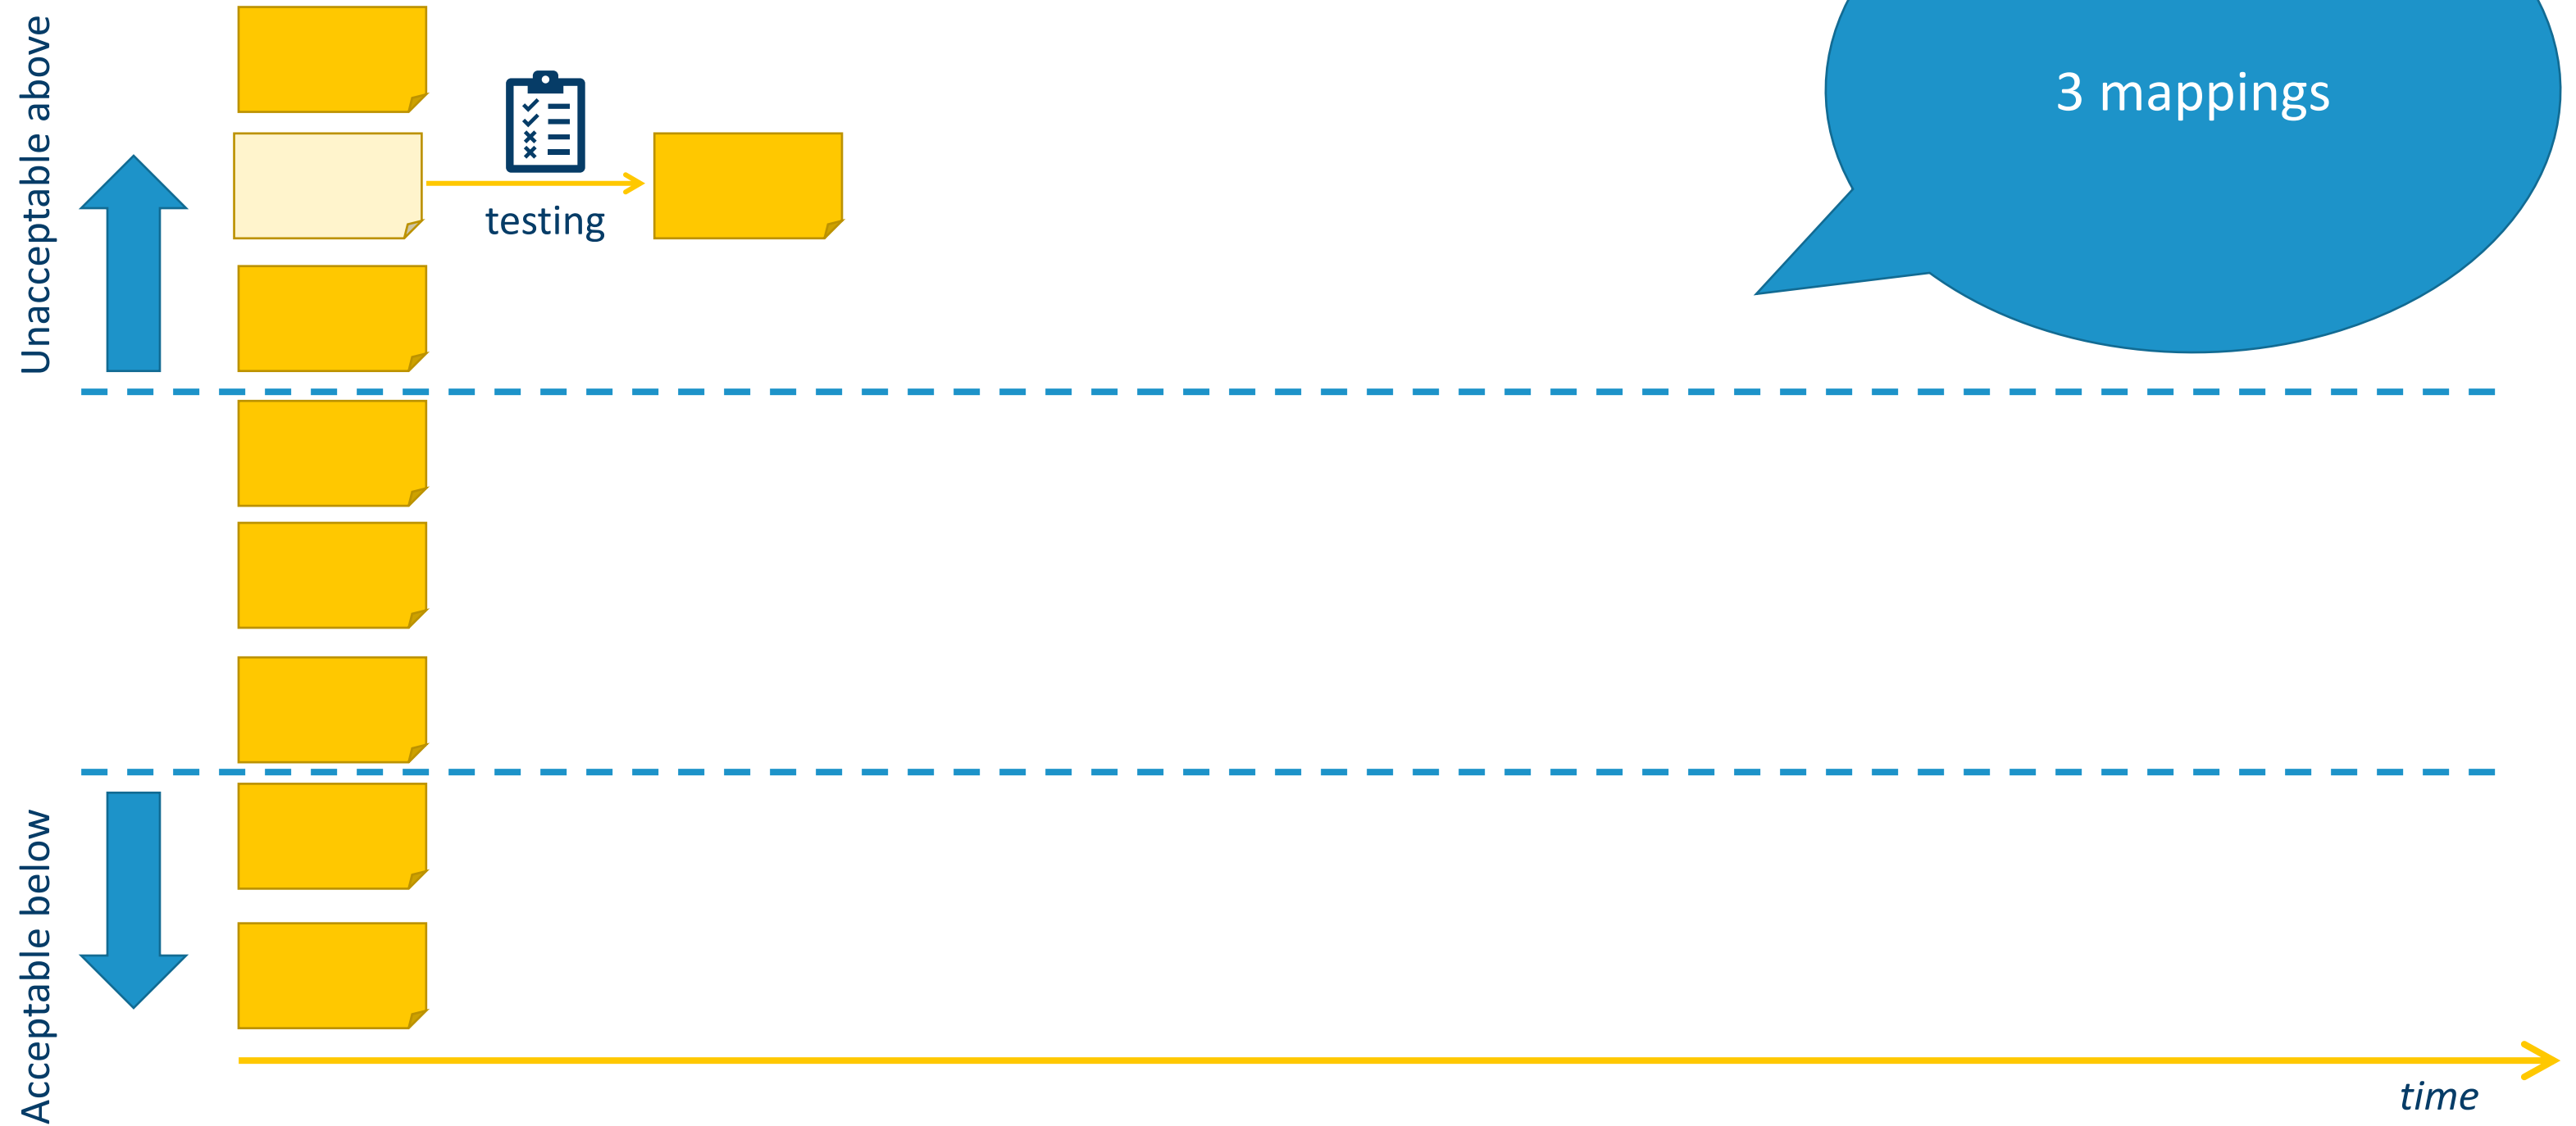 Unacceptable above
3 mappings
testing
Acceptable below
time